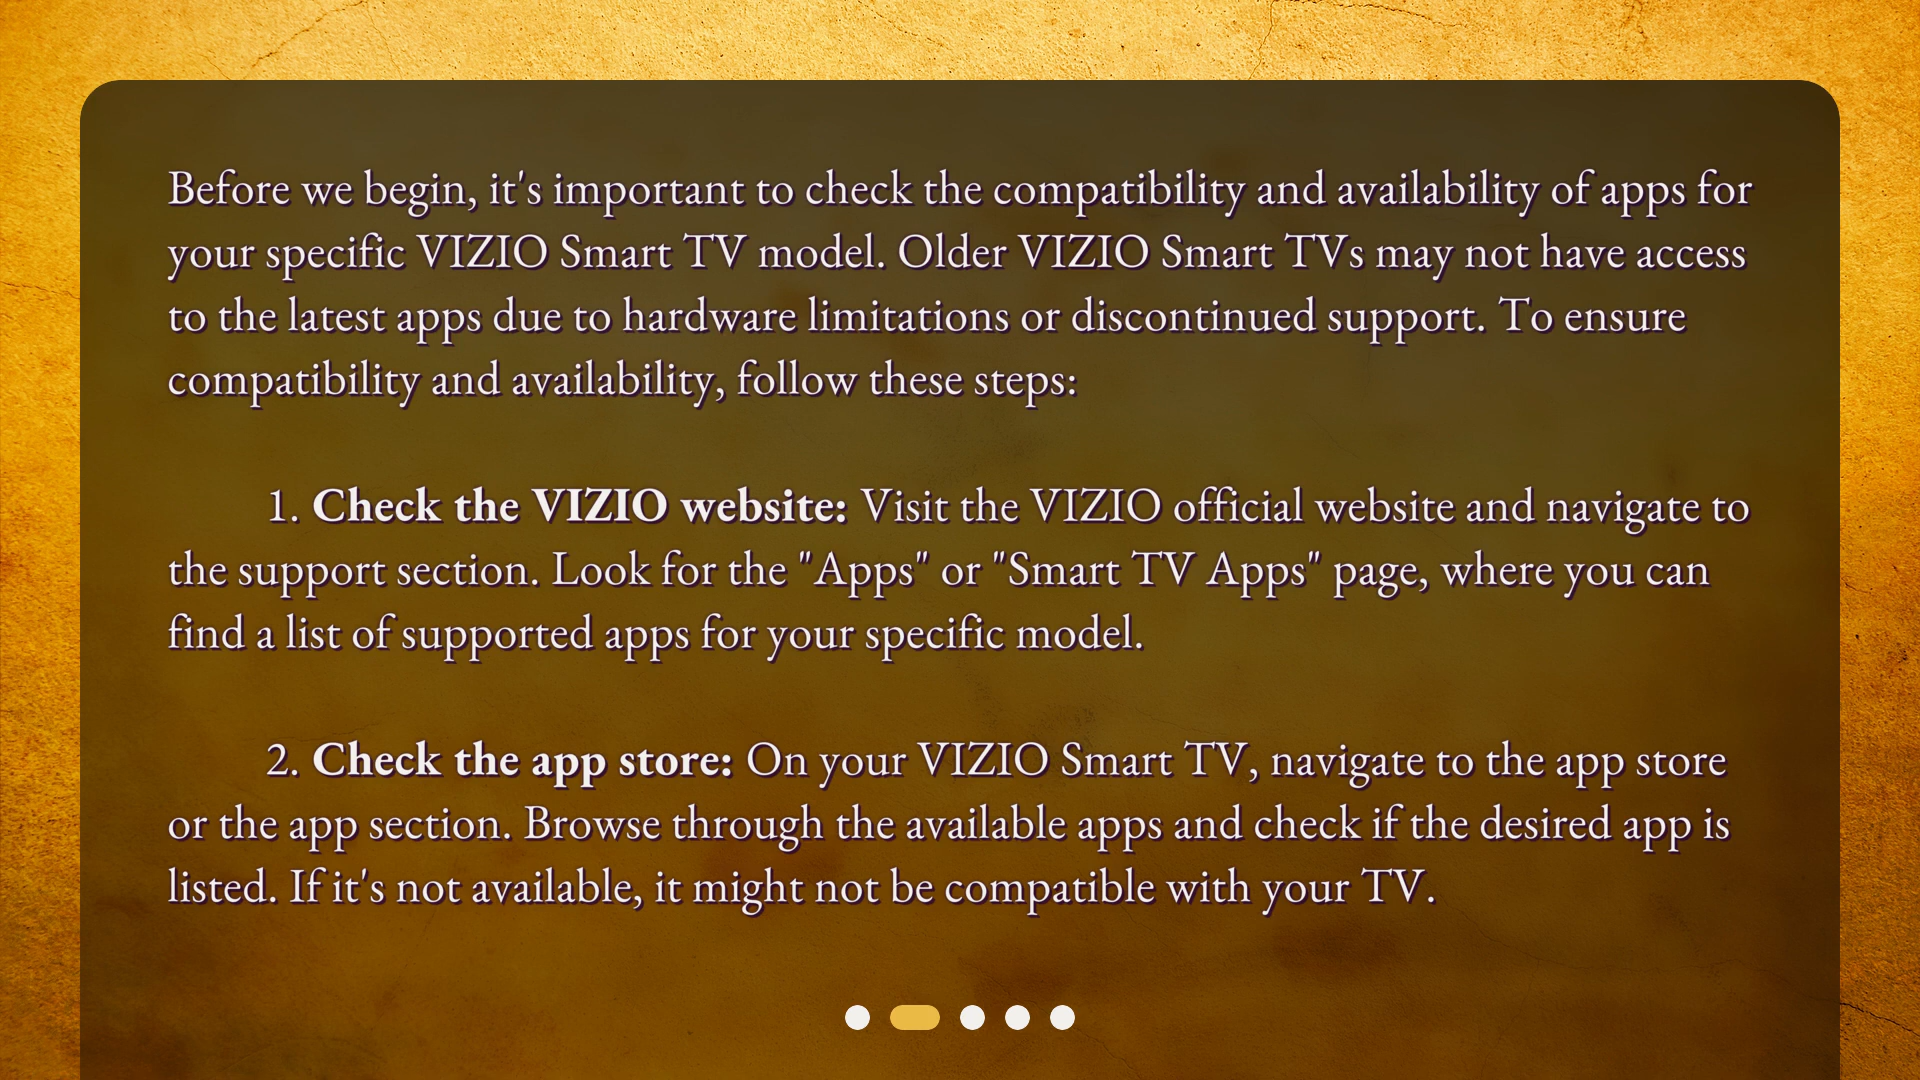 Before we begin, it's important to check the compatibility and availability of apps for
your specific VIZIO Smart TV model. Older VIZIO Smart TVs may not have access
to the latest apps due to hardware limitations or discontinued support. To ensure
compatibility and availability, follow these steps:
1. Check the VIZIO website: Visit the VIZIO official website and navigate to
the support section. Look for the "Apps" or "Smart TV Apps" page, where you can
find a list of supported apps for your specific model.
2. Check the app store: On your VIZIO Smart TV, navigate to the app store
or the app section. Browse through the available apps and check if the desired app is
listed. If it's not available, it might not be compatible with your TV.